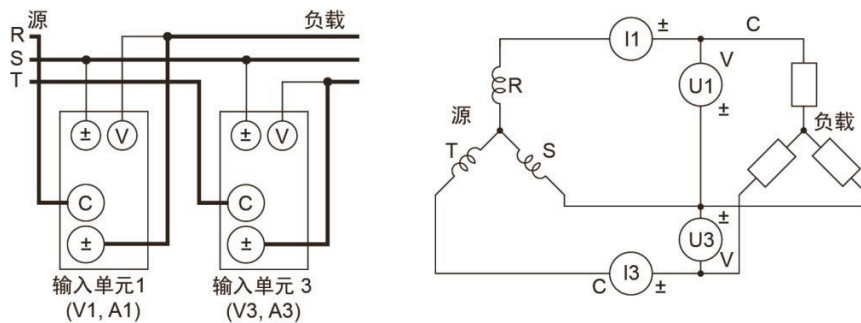 源 负载
R
S
T
± V ± V
C C
± ±
输入单元1 输入单元 3
(V1, A1) (V3, A3)
I1 ± C
V
U1
±
R
源 负载
T S
±
U3
V
I3
C ±